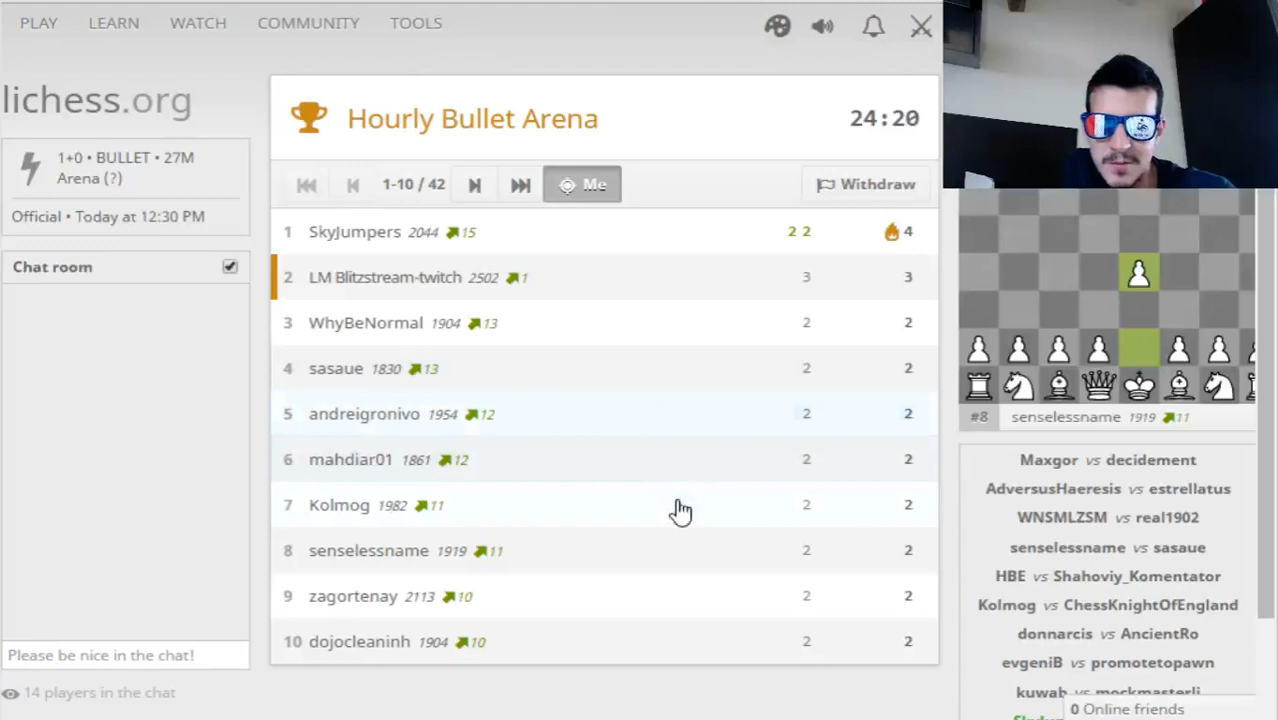 PLAY LEARN WATCH COMMUNITY TOOLS
lichess.org
1+0 • BULLET • 27M
Arena (?)
Official • Today at 12:30 PM
Chat room
Please be nice in the chat!
14 players in the chat
Hourly Bullet Arena 24:20
1-10 / 42 Me Withdraw
1 SkyJumpers 2044 15 2 2 4
2 LM Blitzstream-twitch 2502 1 3 3
3 WhyBeNormal 1904 13 2 2
4 sasaue 1830 13 2 2
5 andreigronivo 1954 12 2 2
6 mahdiar01 1861 12 2 2
7 Kolmog 1982 11 2 2
8 senselessname 1919 11 2 2
9 zagortenay 2113 10 2 2
10 dojocleaninh 1904 10 2 2
#8 senselessname 1919 11
Maxgor vs decidement
AdversusHaeresis vs estrellatus
WNSMLZSM vs real1902
senselessname vs sasaue
HBE vs Shahoviy_Komentator
Kolmog vs ChessKnightOfEngland
donnarcis vs AncientRo
evgeniB vs promotetopawn
kuwab vs mockmasterli
0 Online friends